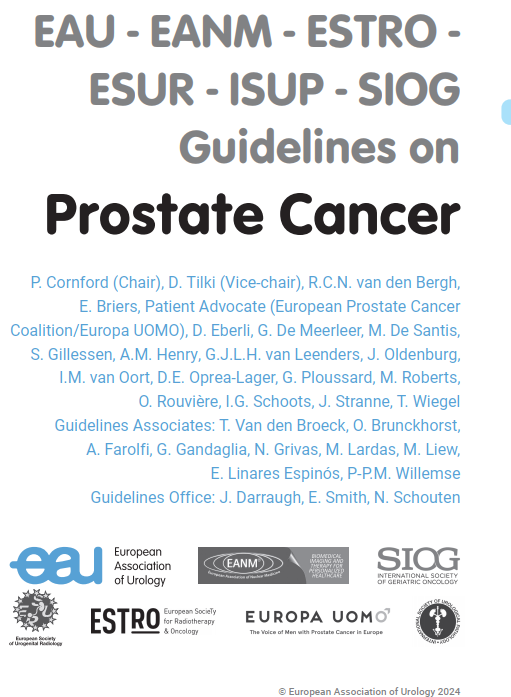 EAU - EANM - ESTRO -
ESUR - ISUP - SIOG
Guidelines on
Prostate Cancer
P. Cornford (Chair), D. Tilki (Vice-chair), R.C.N. van den Bergh,
E. Briers, Patient Advocate (European Prostate Cancer
Coalition/Europa UOMO), D. Eberli, G. De Meerleer, M. De Santis,
S. Gillessen, A.M. Henry, G.J.L.H. van Leenders, J. Oldenburg,
I.M. van Oort, D.E. Oprea-Lager, G. Ploussard, M. Roberts,
O. Rouvière, I.G. Schoots, J. Stranne, T. Wiegel
Guidelines Associates: T. Van den Broeck, O. Brunckhorst,
A. Farolfi, G. Gandaglia, N. Grivas, M. Lardas, M. Liew,
E. Linares Espinós, P-P.M. Willemse
Guidelines Office: J. Darraugh, E. Smith, N. Schouten
eau
European
Association
of Urology
EANM
European Association of Nuclear Medicine
BIOMEDICAL
IMAGING AND
THERAPY FOR
PERSONALIZED
HEALTHCARE
SIOG
INTERNATIONAL SOCIETY
OF GERIATRIC ONCOLOGY
ESUR
European Society
of Urogenital Radiology
ESTRO
European SocieTy
for Radiotherapy
& Oncology
EUROPA UOMO
The Voice of Men with Prostate Cancer in Europe
INTERNATIONAL SOCIETY OF UROLOGICAL PATHOLOGY
© European Association of Urology 2024